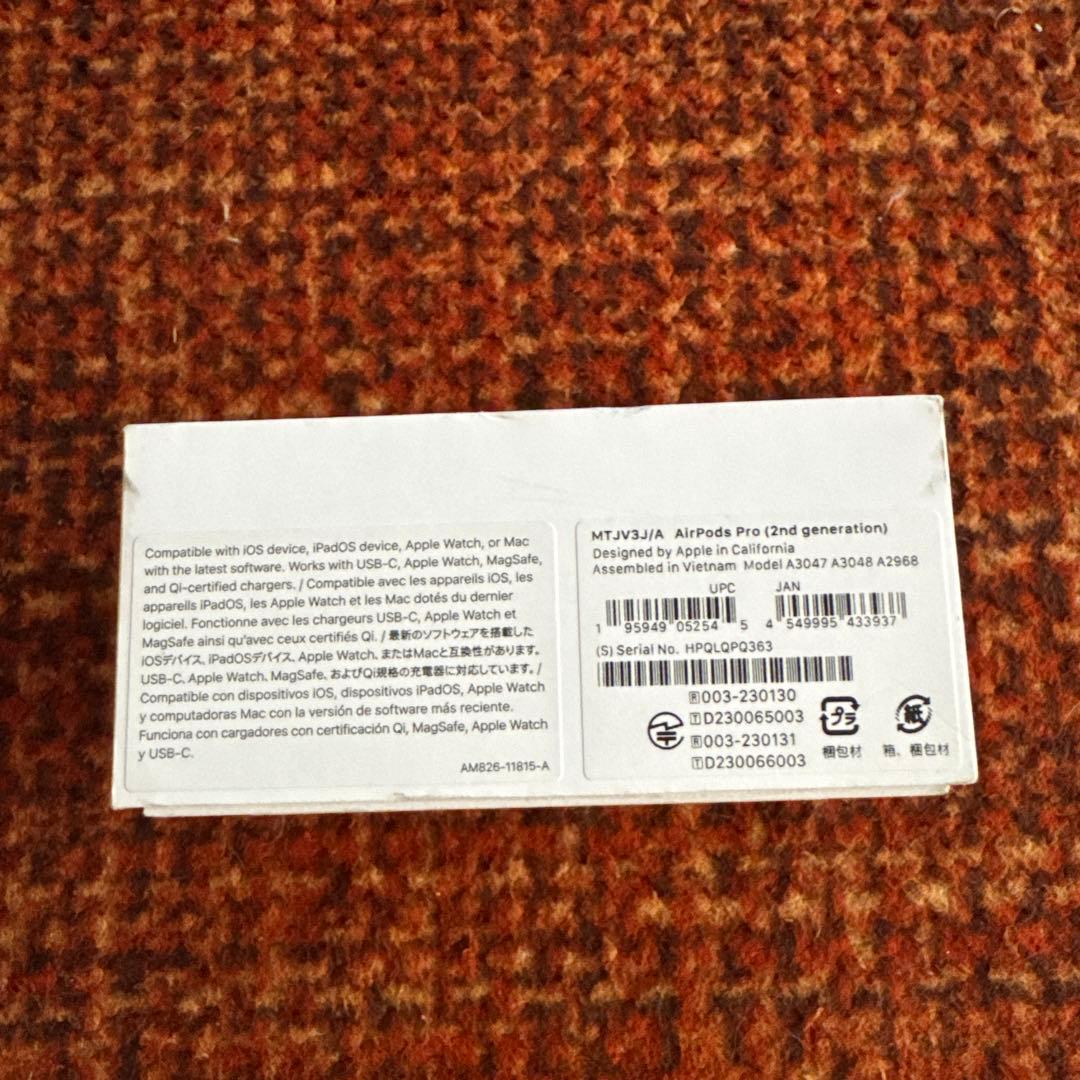 Compatible with iOS device, iPadOS device, Apple Watch, or Mac
with the latest software. Works with USB-C, Apple Watch, MagSafe,
and Qi-certified chargers. / Compatible avec les appareils iOS, les
appareils iPadOS, les Apple Watch et les Mac dotés du dernier
logiciel. Fonctionne avec les chargeurs USB-C, Apple Watch et
MagSafe ainsi qu'avec ceux certifiés Qi. / 最新のソフトウェアを搭載した
iOSデバイス、iPadOSデバイス、Apple Watch、またはMacと互換性があります。
USB-C、Apple Watch、MagSafe、およびQi規格の充電器に対応しています。/
Compatible con dispositivos iOS, dispositivos iPadOS, Apple Watch
y computadoras Mac con la versión de software más reciente.
Funciona con cargadores con certificación Qi, MagSafe, Apple Watch
y USB-C.
AM826-11815-A
MTJV3J/A AirPods Pro (2nd generation)
Designed by Apple in California
Assembled in Vietnam Model A3047 A3048 A2968
UPC JAN
1 95949 05254 5 4 549995 433937
(S) Serial No. HPQLQPQ363
R 003-230130
T D230065003
R 003-230131
T D230066003
プラ
梱包材
紙
箱、梱包材